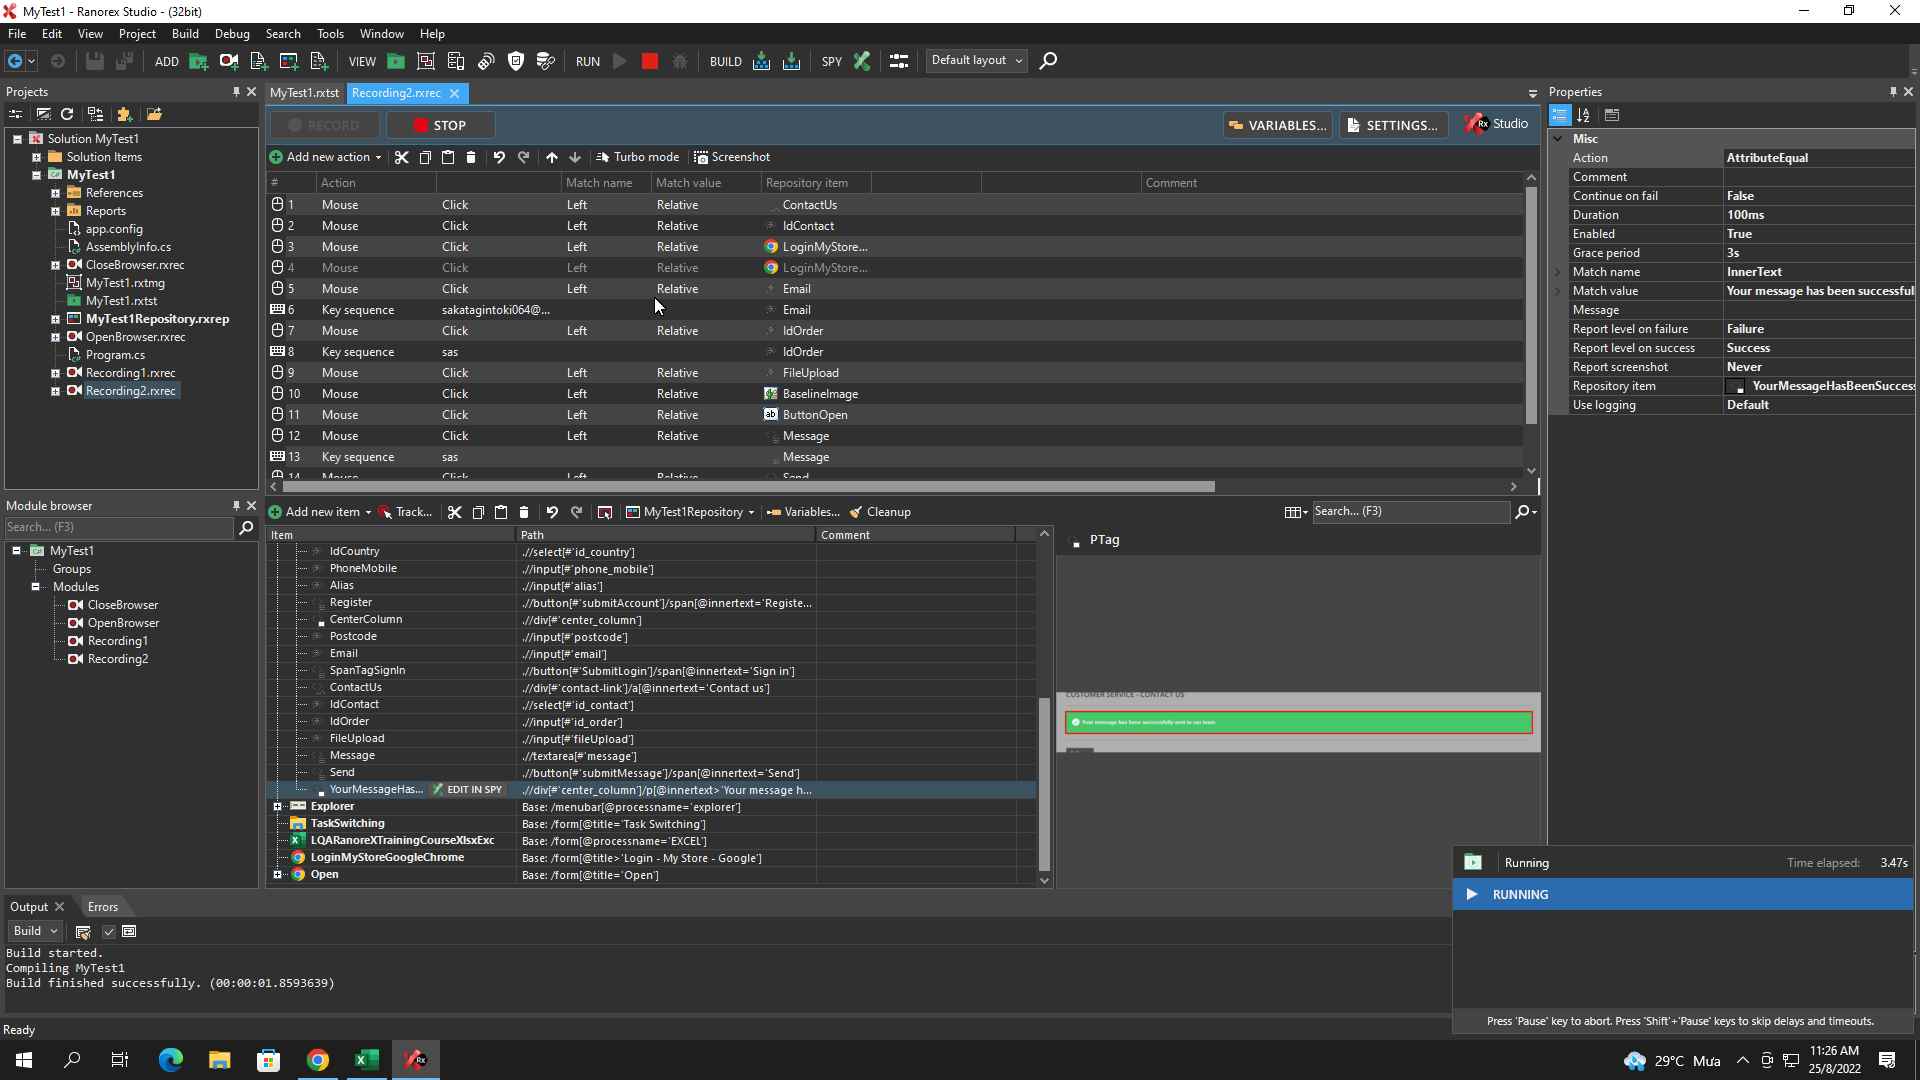 MyTest1 - Ranorex Studio - (32bit)
File Edit View Project Build Debug Search Tools Window Help
ADD VIEW RUN BUILD SPY Default layout
Projects
Solution MyTest1
Solution Items
MyTest1
References
Reports
app.config
AssemblyInfo.cs
CloseBrowser.rxrec
MyTest1.rxtmg
MyTest1.rxtst
MyTest1Repository.rxrep
OpenBrowser.rxrec
Program.cs
Recording1.rxrec
Recording2.rxrec
Module browser
Search... (F3)
MyTest1
Groups
Modules
CloseBrowser
OpenBrowser
Recording1
Recording2
MyTest1.rxtst Recording2.rxrec
RECORD STOP VARIABLES... SETTINGS... Rx Studio
Add new action Turbo mode Screenshot
# Action Match name Match value Repository item Comment
1 Mouse Click Left Relative ContactUs
2 Mouse Click Left Relative IdContact
3 Mouse Click Left Relative LoginMyStore...
4 Mouse Click Left Relative LoginMyStore...
5 Mouse Click Left Relative Email
6 Key sequence sakatagintoki064@... Email
7 Mouse Click Left Relative IdOrder
8 Key sequence sas IdOrder
9 Mouse Click Left Relative FileUpload
10 Mouse Click Left Relative BaselineImage
11 Mouse Click Left Relative ButtonOpen
12 Mouse Click Left Relative Message
13 Key sequence sas Message
14 Mouse Click Left Relative Send
Add new item Track... MyTest1Repository Variables... Cleanup Search... (F3)
Item Path Comment
IdCountry .//select[#'id_country']
PhoneMobile .//input[#'phone_mobile']
Alias .//input[#'alias']
Register .//button[#'submitAccount']/span[@innertext='Registe...
CenterColumn .//div[#'center_column']
Postcode .//input[#'postcode']
Email .//input[#'email']
SpanTagSignIn .//button[#'SubmitLogin']/span[@innertext='Sign in']
ContactUs .//div[#'contact-link']/a[@innertext='Contact us']
IdContact .//select[#'id_contact']
IdOrder .//input[#'id_order']
FileUpload .//input[#'fileUpload']
Message .//textarea[#'message']
Send .//button[#'submitMessage']/span[@innertext='Send']
YourMessageHas... EDIT IN SPY .//div[#'center_column']/p[@innertext>'Your message h...
Explorer Base: /menubar[@processname='explorer']
TaskSwitching Base: /form[@title='Task Switching']
LQARanoreXTrainingCourseXlsxExc Base: /form[@processname='EXCEL']
LoginMyStoreGoogleChrome Base: /form[@title>'Login - My Store - Google']
Open Base: /form[@title='Open']
PTag
CUSTOMER SERVICE - CONTACT US
Your message has been successfully sent to our team.
Properties
Misc
Action AttributeEqual
Comment
Continue on fail False
Duration 100ms
Enabled True
Grace period 3s
Match name InnerText
Match value Your message has been successful
Message
Report level on failure Failure
Report level on success Success
Report screenshot Never
Repository item YourMessageHasBeenSuccess
Use logging Default
Output Errors
Build
Build started.
Compiling MyTest1
Build finished successfully. (00:00:01.8593639)
Ready
Running Time elapsed: 3.47s
RUNNING
Press 'Pause' key to abort. Press 'Shift'+'Pause' keys to skip delays and timeouts.
29°C Mưa
11:26 AM
25/8/2022